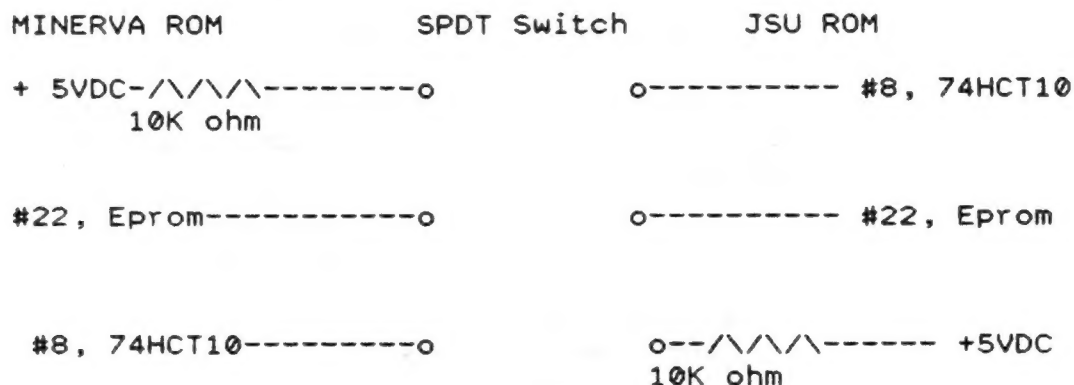 MINERVA ROM SPDT Switch JSU ROM
+ 5VDC-/\/\/\--------o o---------- #8, 74HCT10
10K ohm
#22, Eprom-----------o o---------- #22, Eprom
#8, 74HCT10---------o o--/\/\/\------ +5VDC
10K ohm